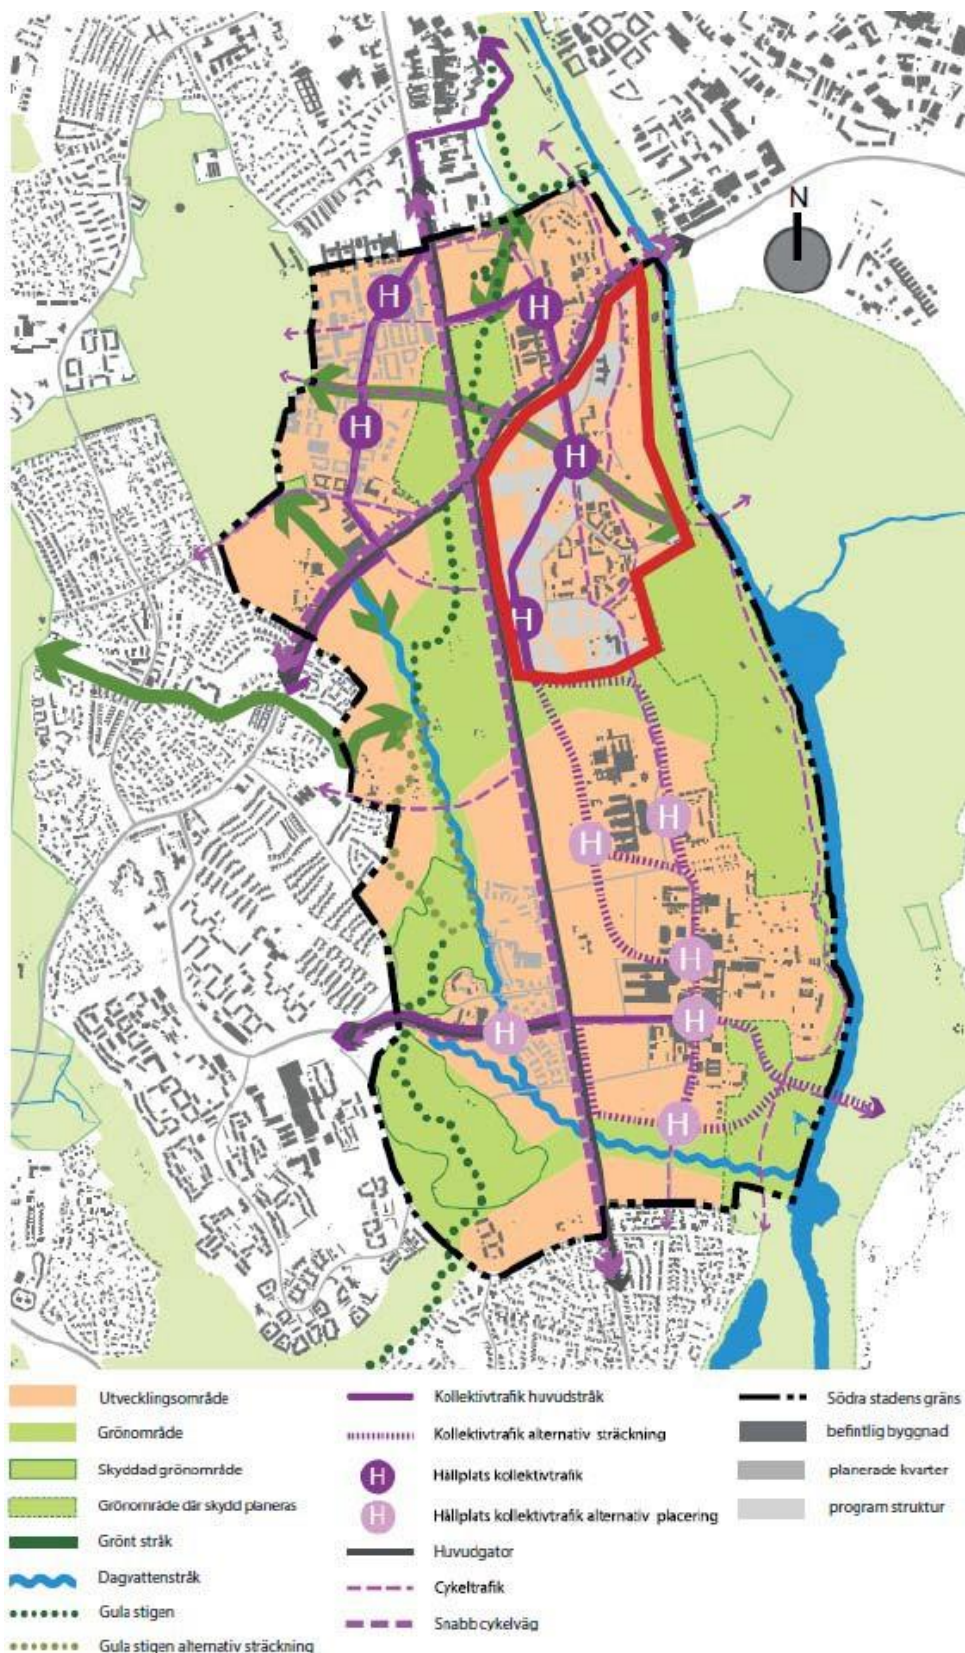 N
H
H
H
H
H
H
H
H
H
H
H
Utvecklingsområde
Grönområde
Skyddad grönområde
Grönområde där skydd planeras
Grönt stråk
Dagvattenstråk
Gula stigen
Gula stigen alternativ sträckning
Kollektivtrafik huvudstråk
Kollektivtrafik alternativ sträckning
H Hållplats kollektivtrafik
H Hållplats kollektivtrafik alternativ placering
Huvudgator
Cykeltrafik
Snabb cykelväg
Södra stadens gräns
befintlig byggnad
planerade kvarter
program struktur